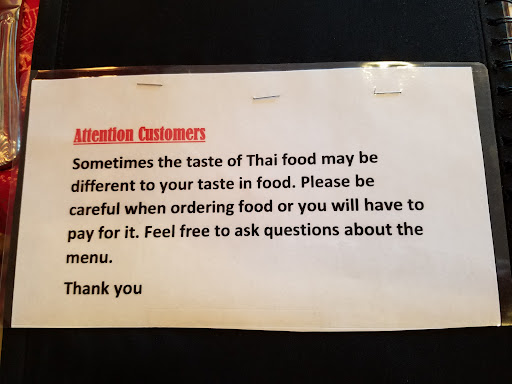 Attention Customers
Sometimes the taste of Thai food may be
different to your taste in food. Please be
careful when ordering food or you will have to
pay for it. Feel free to ask questions about the
menu.
Thank you